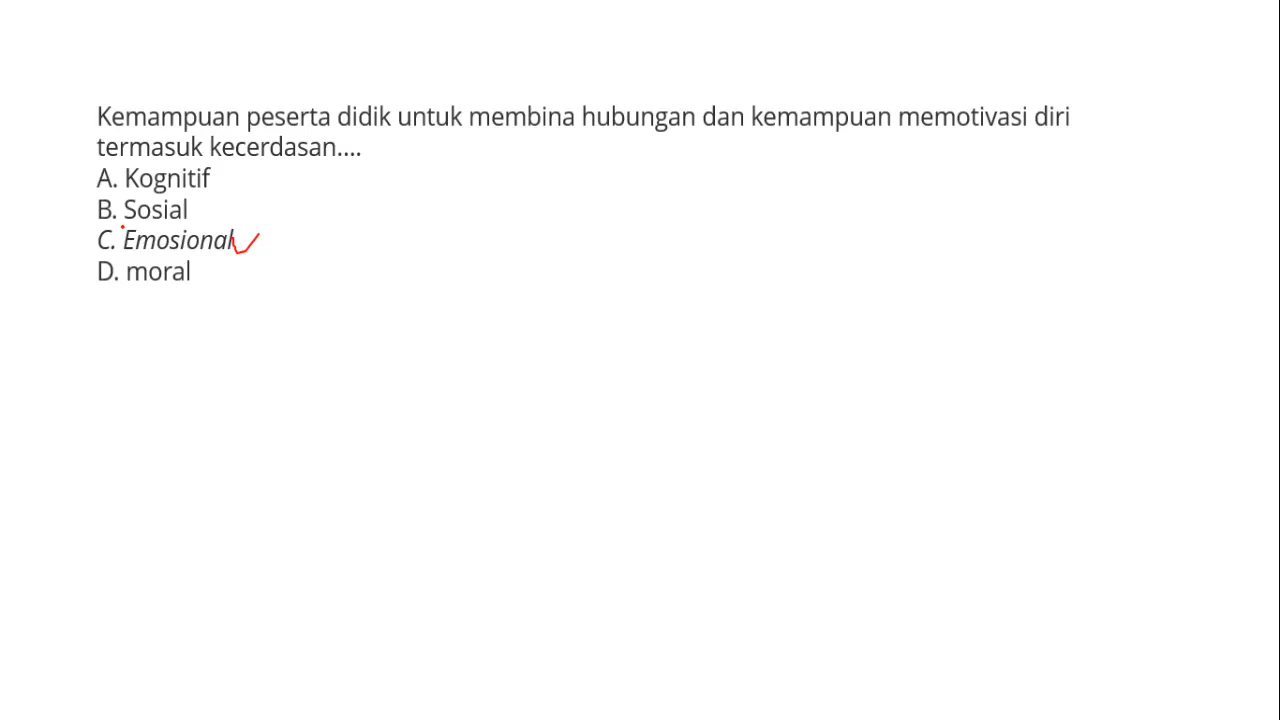 Kemampuan peserta didik untuk membina hubungan dan kemampuan memotivasi diri
termasuk kecerdasan....
A. Kognitif
B. Sosial
C. Emosional
D. moral